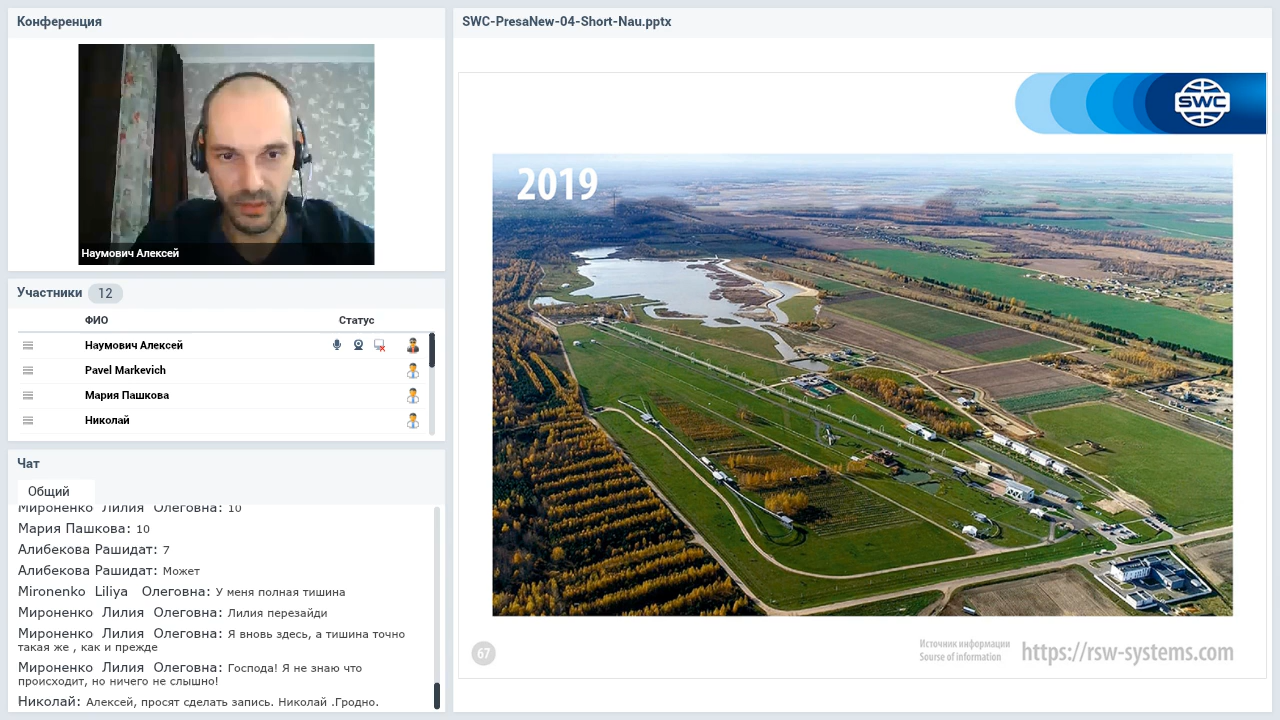 Конференция
Наумович Алексей
Участники 12
ФИО Статус
Наумович Алексей
Pavel Markevich
Мария Пашкова
Николай
Чат
Общий
Мироненко Лилия Олеговна: 10
Мария Пашкова: 10
Алибекова Рашидат: 7
Алибекова Рашидат: Может
Mironenko Liliya Олеговна: У меня полная тишина
Мироненко Лилия Олеговна: Лилия перезайди
Мироненко Лилия Олеговна: Я вновь здесь, а тишина точно
такая же , как и прежде
Мироненко Лилия Олеговна: Господа! Я не знаю что
происходит, но ничего не слышно!
Николай: Алексей, просят сделать запись. Николай .Гродно.
SWC-PresaNew-04-Short-Nau.pptx
SWC
2019
67
Источник информации
Sourse of information
https://rsw-systems.com